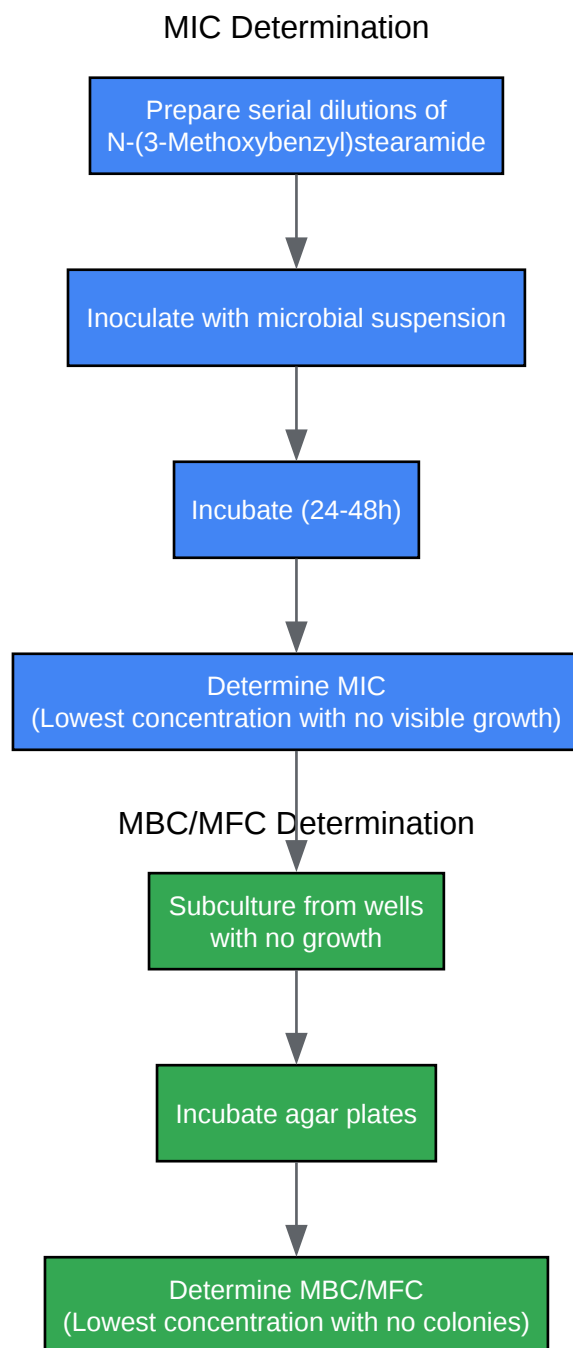 MIC Determination
Prepare serial dilutions of
N-(3-Methoxybenzyl)stearamide
Inoculate with microbial suspension
Incubate (24-48h)
Determine MIC
(Lowest concentration with no visible growth)
MBC/MFC Determination
Subculture from wells
with no growth
Incubate agar plates
Determine MBC/MFC
(Lowest concentration with no colonies)